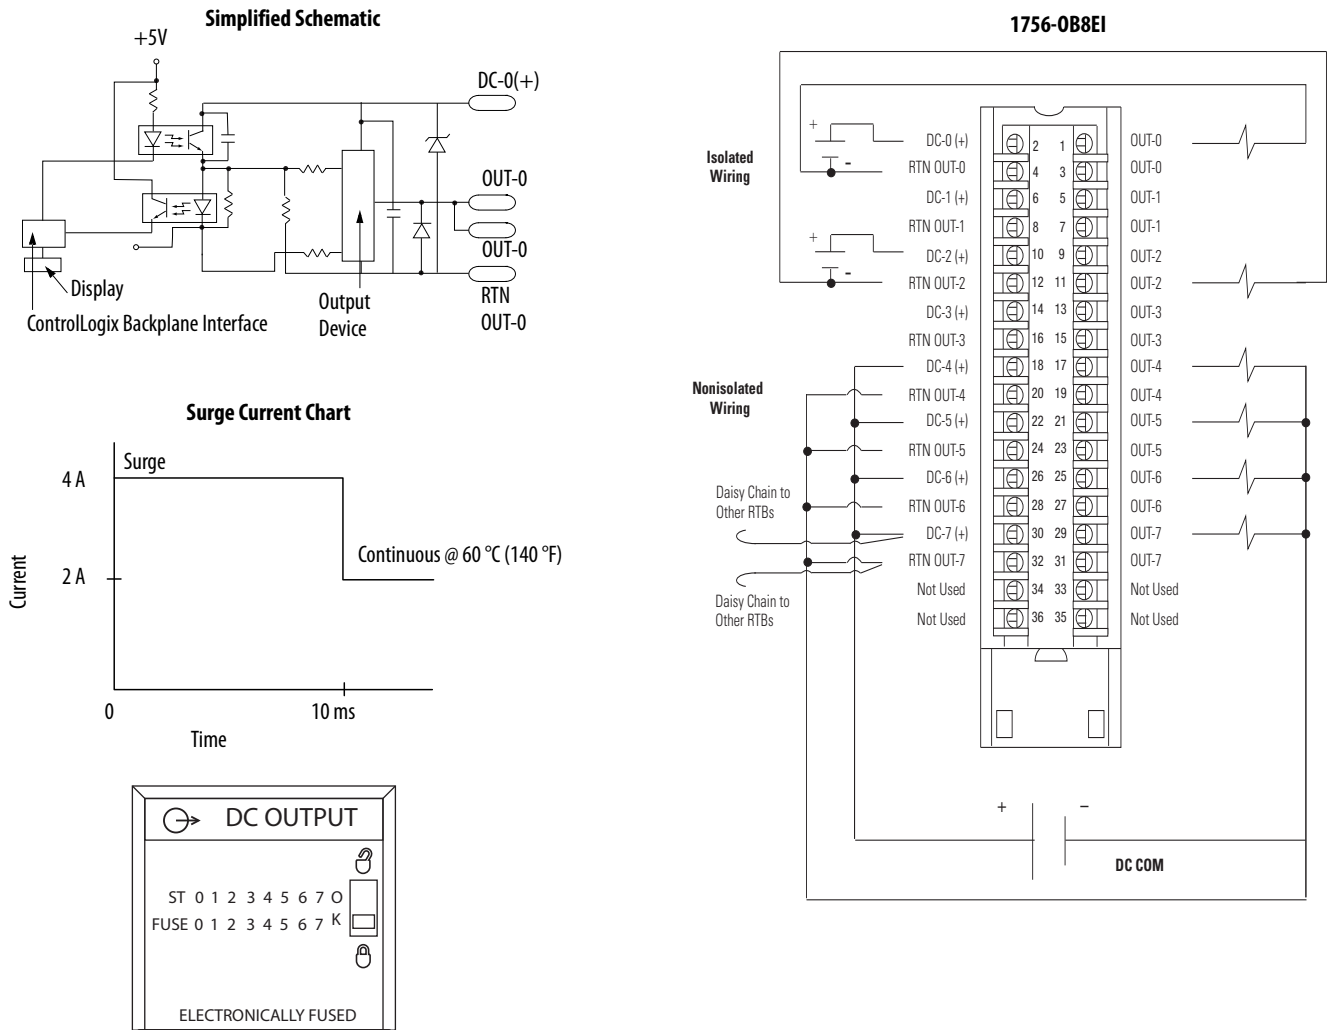 Simplified Schematic
+5V
DC-0(+)
OUT-0
OUT-0
RTN
OUT-0
Display
ControlLogix Backplane Interface
Output
Device
Surge Current Chart
Surge
4 A
Continuous @ 60 °C (140 °F)
2 A
Current
0
10 ms
Time
DC OUTPUT
ST 0 1 2 3 4 5 6 7 O
FUSE 0 1 2 3 4 5 6 7 K
ELECTRONICALLY FUSED
1756-OB8EI
Isolated
Wiring
Nonisolated
Wiring
Daisy Chain to
Other RTBs
Daisy Chain to
Other RTBs
+ DC-0 (+) 2 1 OUT-0
- RTN OUT-0 4 3 OUT-0
DC-1 (+) 6 5 OUT-1
RTN OUT-1 8 7 OUT-1
+ DC-2 (+) 10 9 OUT-2
- RTN OUT-2 12 11 OUT-2
DC-3 (+) 14 13 OUT-3
RTN OUT-3 16 15 OUT-3
DC-4 (+) 18 17 OUT-4
RTN OUT-4 20 19 OUT-4
DC-5 (+) 22 21 OUT-5
RTN OUT-5 24 23 OUT-5
DC-6 (+) 26 25 OUT-6
RTN OUT-6 28 27 OUT-6
DC-7 (+) 30 29 OUT-7
RTN OUT-7 32 31 OUT-7
Not Used 34 33 Not Used
Not Used 36 35 Not Used
+ −
DC COM